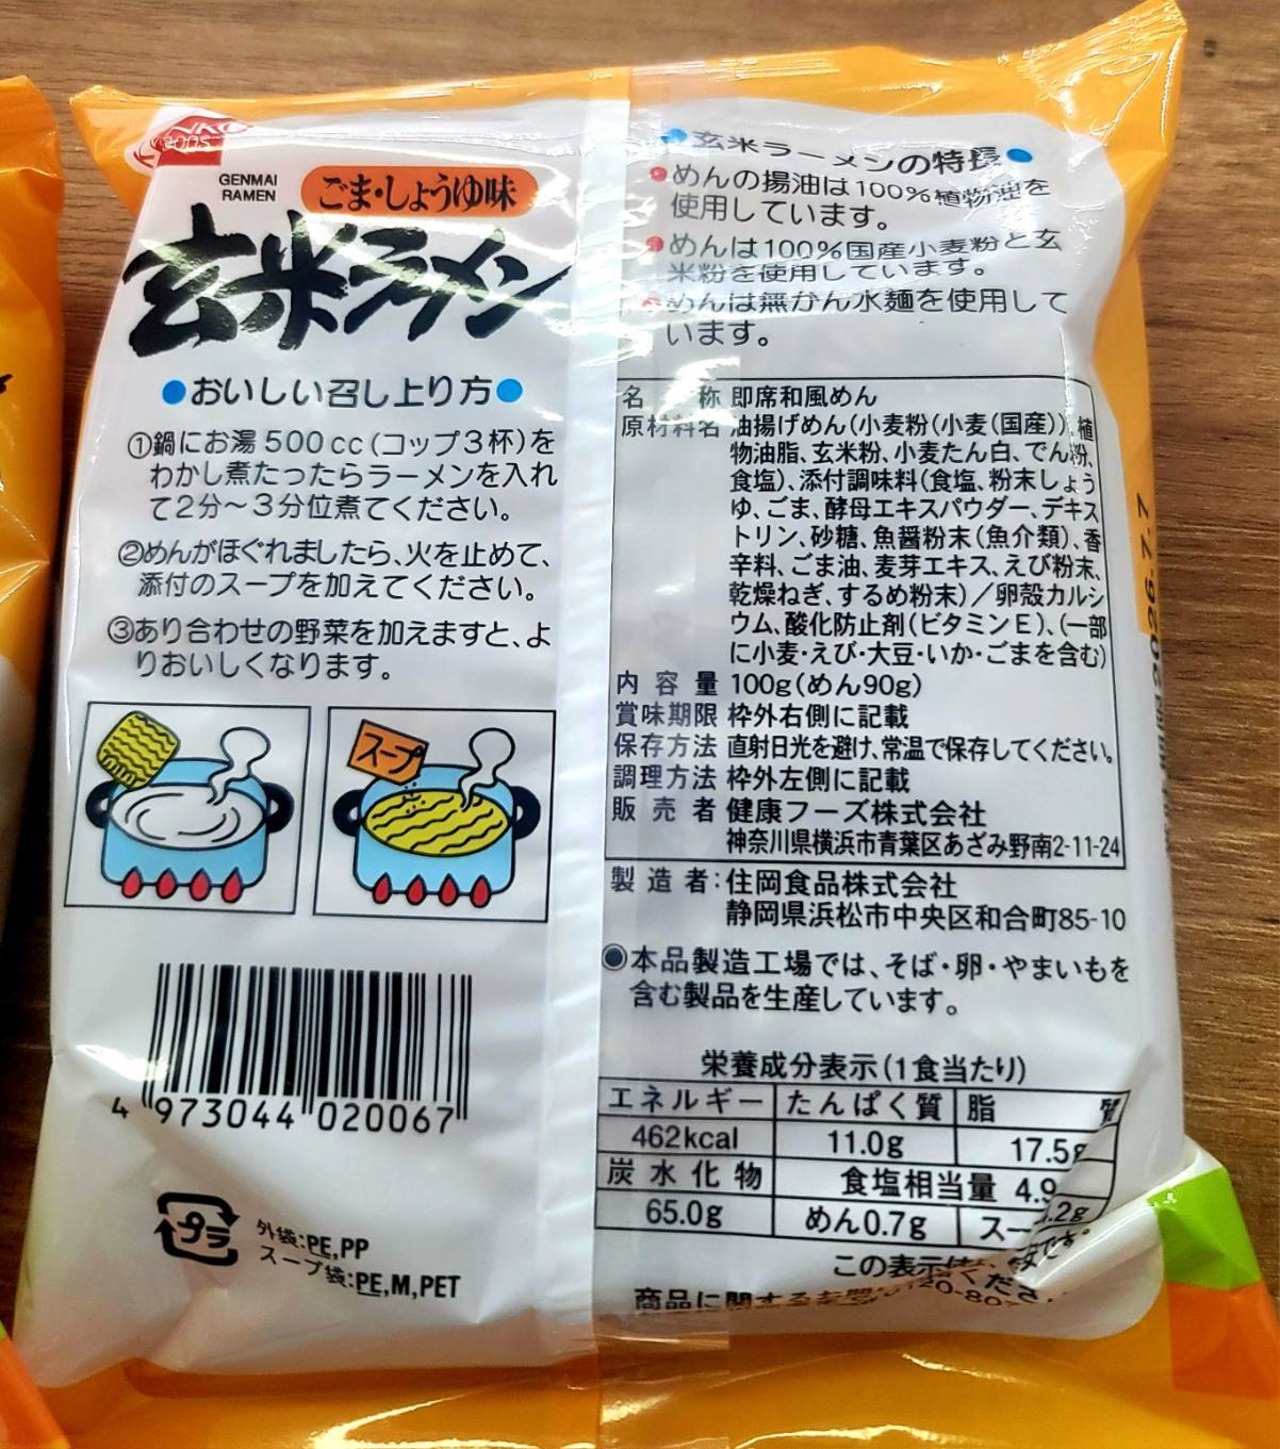 GENMAI
RAMEN
ごま・しょうゆ味
玄米ラーメン
●おいしい召し上り方●
①鍋にお湯500cc(コップ3杯)を
わかし煮たったらラーメンを入れ
て2分～3分位煮てください。
②めんがほぐれましたら、火を止めて、
添付のスープを加えてください。
③あり合わせの野菜を加えますと、よ
りおいしくなります。
スープ
4 973044 020067
プラ
外袋:PE,PP
スープ袋:PE,M,PET
●玄米ラーメンの特長●
●めんの揚油は100%植物油を
使用しています。
●めんは100%国産小麦粉と玄
米粉を使用しています。
●めんは無かん水麺を使用して
います。
名称 即席和風めん
原材料名 油揚げめん(小麦粉(小麦(国産))、植
物油脂、玄米粉、小麦たん白、でん粉、
食塩)、添付調味料(食塩、粉末しょう
ゆ、ごま、酵母エキスパウダー、デキス
トリン、砂糖、魚醤粉末(魚介類)、香
辛料、ごま油、麦芽エキス、えび粉末、
乾燥ねぎ、するめ粉末)／卵殻カルシ
ウム、酸化防止剤(ビタミンE)、(一部
に小麦・えび・大豆・いか・ごまを含む)
内容量 100g(めん90g)
賞味期限 枠外右側に記載
保存方法 直射日光を避け、常温で保存してください。
調理方法 枠外左側に記載
販売者 健康フーズ株式会社
神奈川県横浜市青葉区あざみ野南2-11-24
製造者:住岡食品株式会社
静岡県浜松市中央区和合町85-10
◉本品製造工場では、そば・卵・やまいもを
含む製品を生産しています。
栄養成分表示(1食当たり)
エネルギー たんぱく質 脂質
462kcal 11.0g 17.5g
炭水化物 食塩相当量 4.9
65.0g めん0.7g スー .2g
この表示は、
商品に関する
2026.7.7